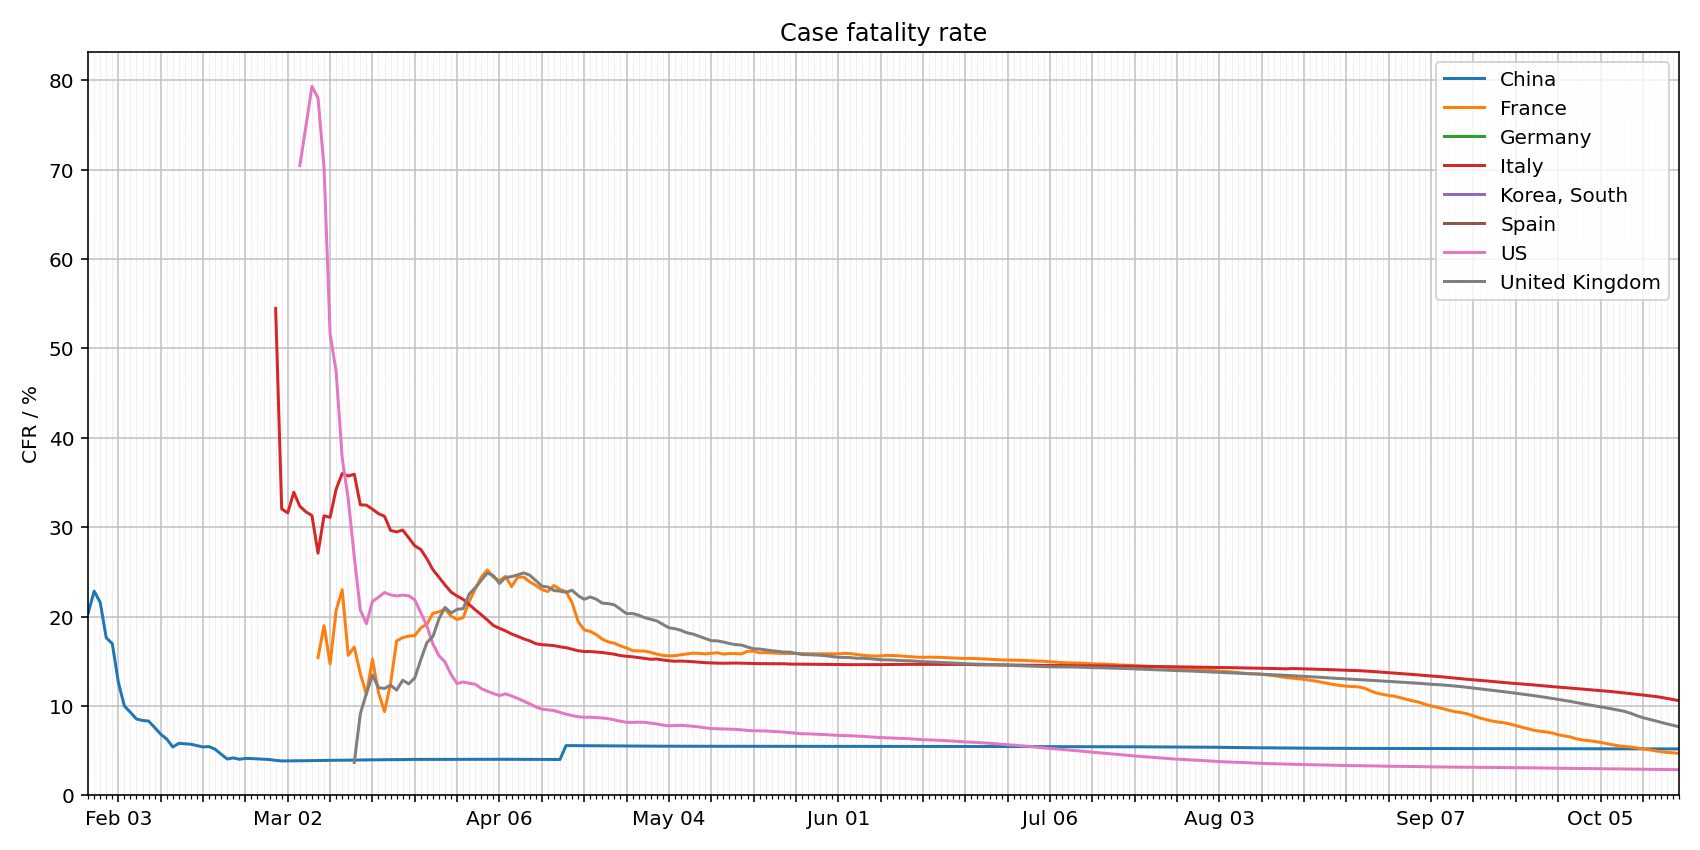 Case fatality rate
CFR / %
80
70
60
50
40
30
20
10
0
China
France
Germany
Italy
Korea, South
Spain
US
United Kingdom
Feb 03 Mar 02 Apr 06 May 04 Jun 01 Jul 06 Aug 03 Sep 07 Oct 05